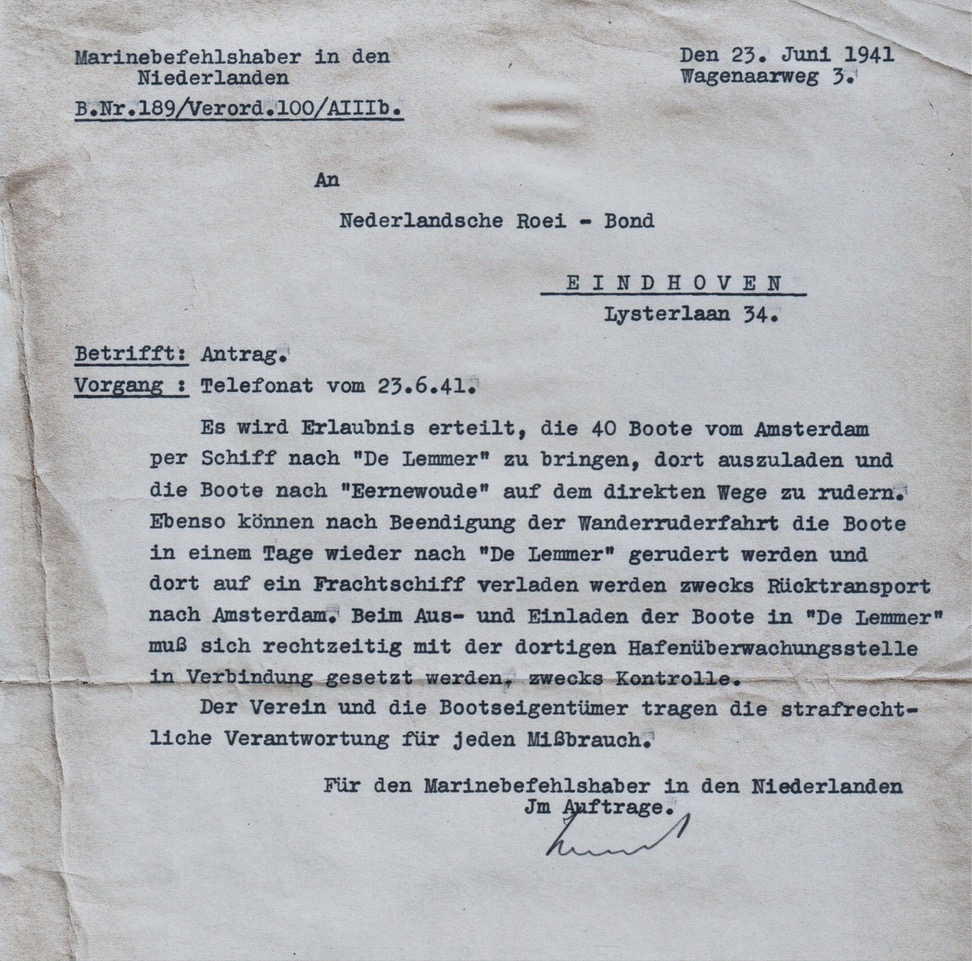 Marinebefehlshaber in den
Niederlanden
B.Nr.189/Verord.100/AIIIb.
Den 23. Juni 1941
Wagenaarweg 3.
An
Nederlandsche Roei - Bond
E I N D H O V E N
Lysterlaan 34.
Betrifft: Antrag.
Vorgang : Telefonat vom 23.6.41.
Es wird Erlaubnis erteilt, die 40 Boote vom Amsterdam
per Schiff nach "De Lemmer" zu bringen, dort auszuladen und
die Boote nach "Eernewoude" auf dem direkten Wege zu rudern.
Ebenso können nach Beendigung der Wanderruderfahrt die Boote
in einem Tage wieder nach "De Lemmer" gerudert werden und
dort auf ein Frachtschiff verladen werden zwecks Rücktransport
nach Amsterdam. Beim Aus- und Einladen der Boote in "De Lemmer"
muß sich rechtzeitig mit der dortigen Hafenüberwachungsstelle
in Verbindung gesetzt werden, zwecks Kontrolle.
Der Verein und die Bootseigentümer tragen die strafrecht-
liche Verantwortung für jeden Mißbrauch.
Für den Marinebefehlshaber in den Niederlanden
Jm Auftrage.